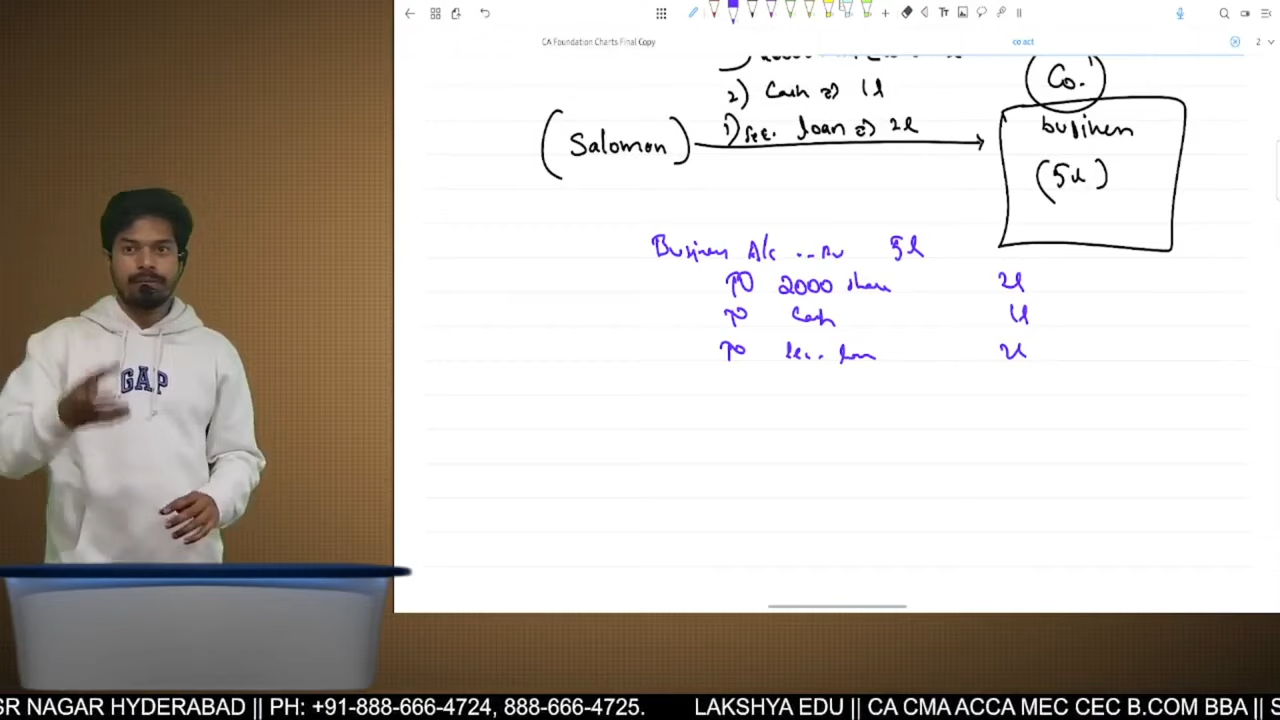 CA Foundation Charts Final Copy
co act
2
Co.
2) Cash ⇒ 1l
1) sec. loan ⇒ 2l
(Salomon)
business
(5l)
Business A/c ... Dr 5l
To 2000 share 2l
To Cash 1l
To sec. loan 2l
GAP
SR NAGAR HYDERABAD || PH: +91-888-666-4724, 888-666-4725. LAKSHYA EDU || CA CMA ACCA MEC CEC B.COM BBA || S